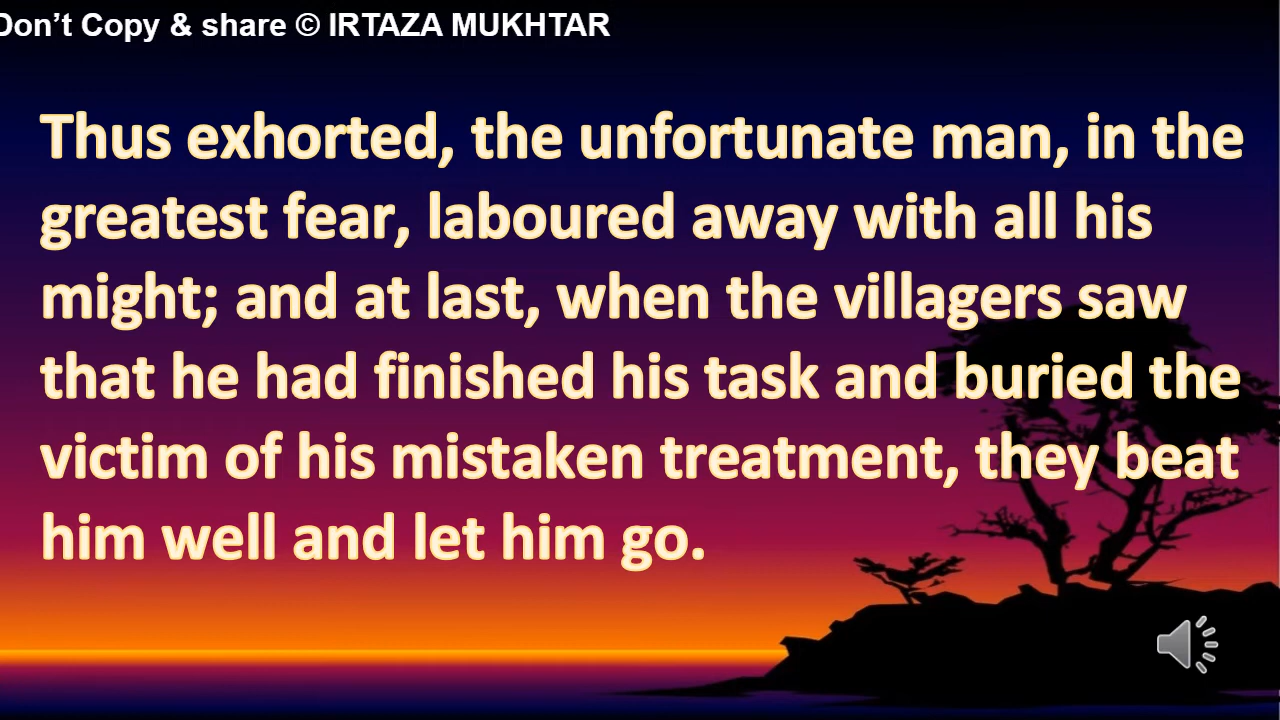 Don’t Copy & share © IRTAZA MUKHTAR
Thus exhorted, the unfortunate man, in the
greatest fear, laboured away with all his
might; and at last, when the villagers saw
that he had finished his task and buried the
victim of his mistaken treatment, they beat
him well and let him go.